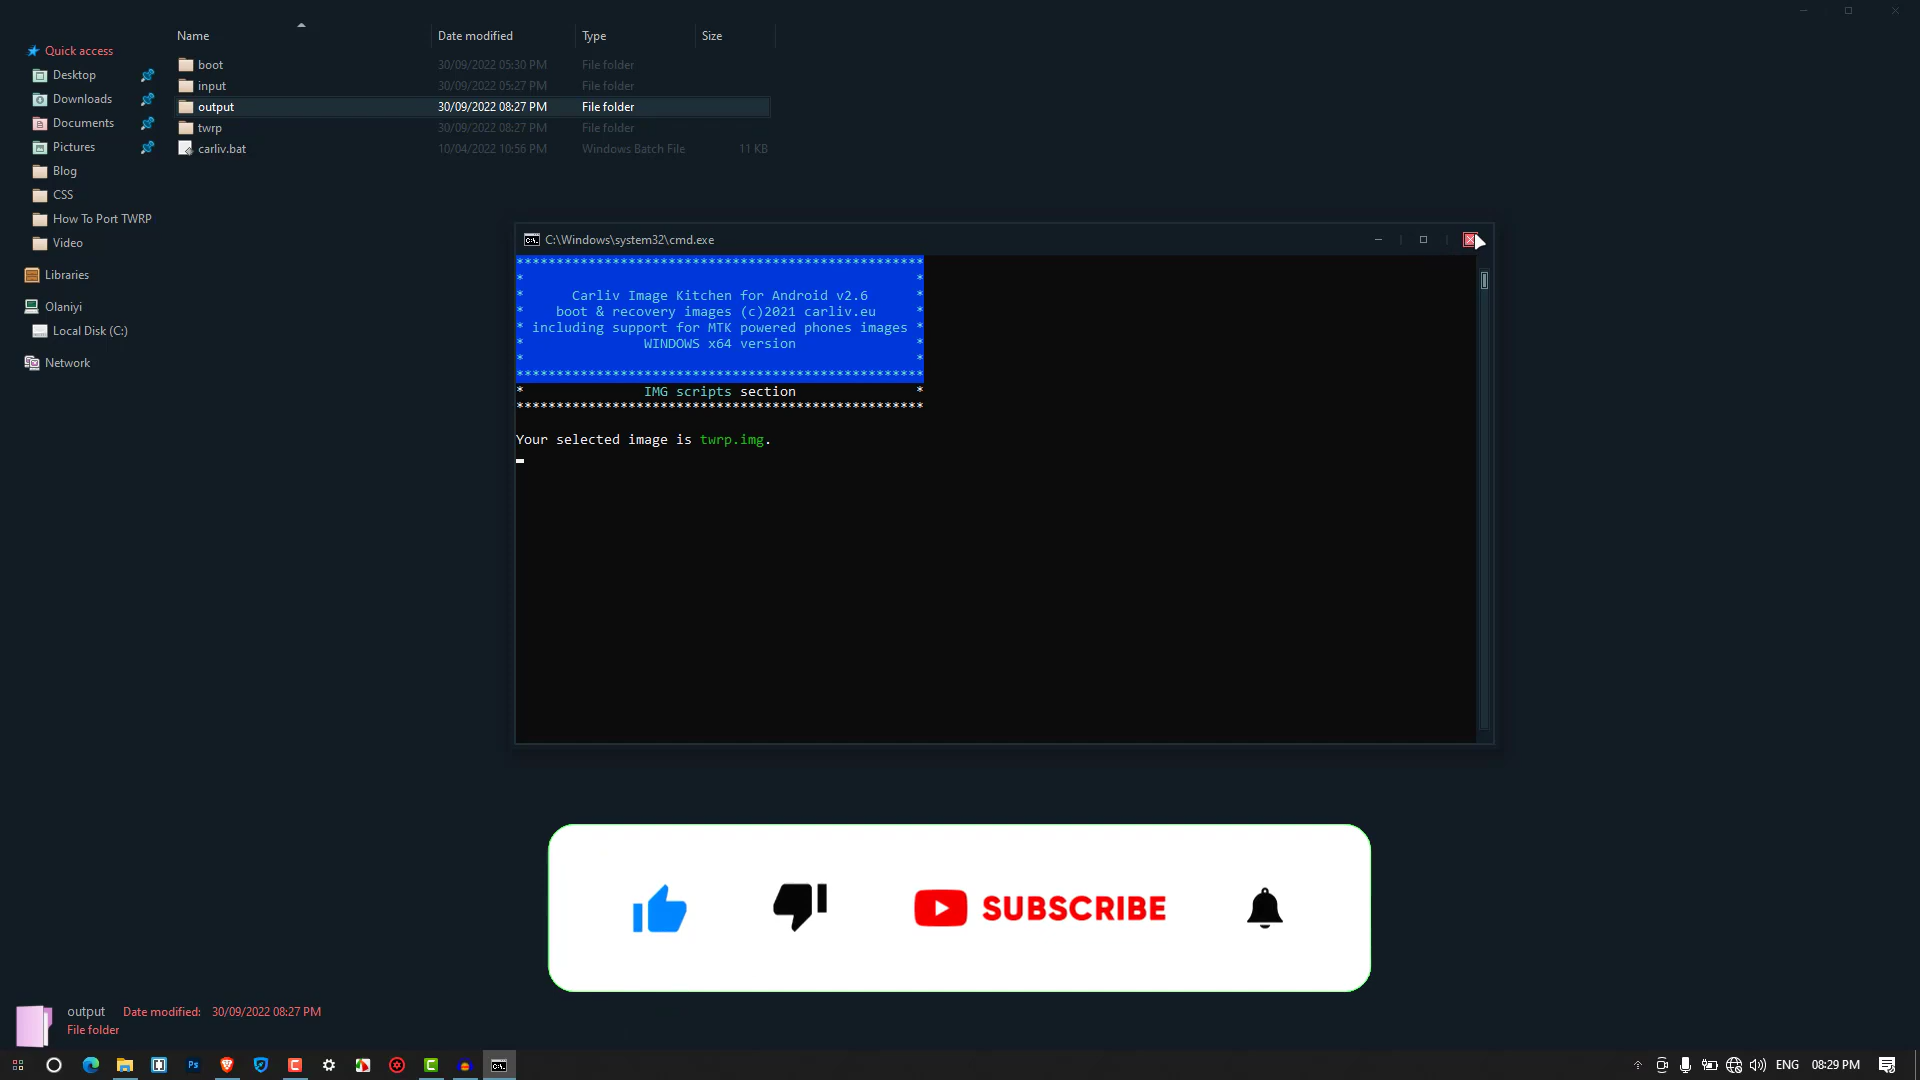 Name
Date modified
Type
Size
Quick access
Desktop
Downloads
Documents
Pictures
Blog
CSS
How To Port TWRP
Video
Libraries
Olaniyi
Local Disk (C:)
Network
boot 30/09/2022 05:30 PM File folder
input 30/09/2022 05:27 PM File folder
output 30/09/2022 08:27 PM File folder
twrp 30/09/2022 08:27 PM File folder
carliv.bat 10/04/2022 10:56 PM Windows Batch File 11 KB
C:\Windows\system32\cmd.exe
***************************************************
* *
* Carliv Image Kitchen for Android v2.6 *
* boot & recovery images (c)2021 carliv.eu *
* including support for MTK powered phones images *
* WINDOWS x64 version *
* *
***************************************************
* IMG scripts section *
***************************************************
Your selected image is twrp.img.
SUBSCRIBE
output Date modified: 30/09/2022 08:27 PM
File folder
Ps
ENG 08:29 PM